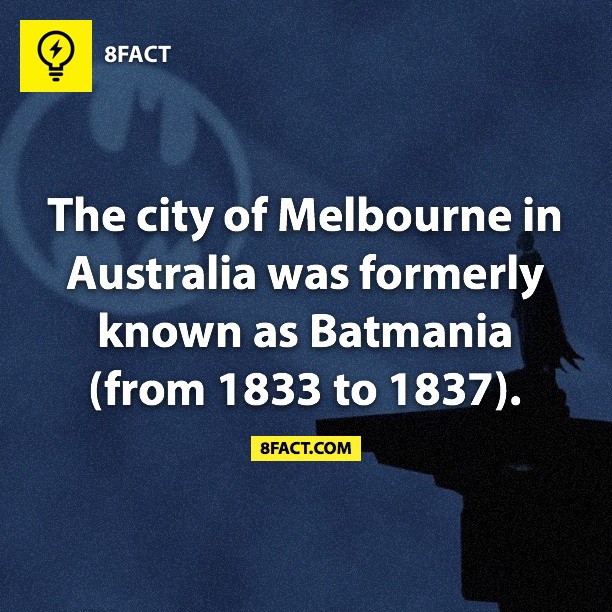 8FACT
The city of Melbourne in
Australia was formerly
known as Batmania
(from 1833 to 1837).
8FACT.COM